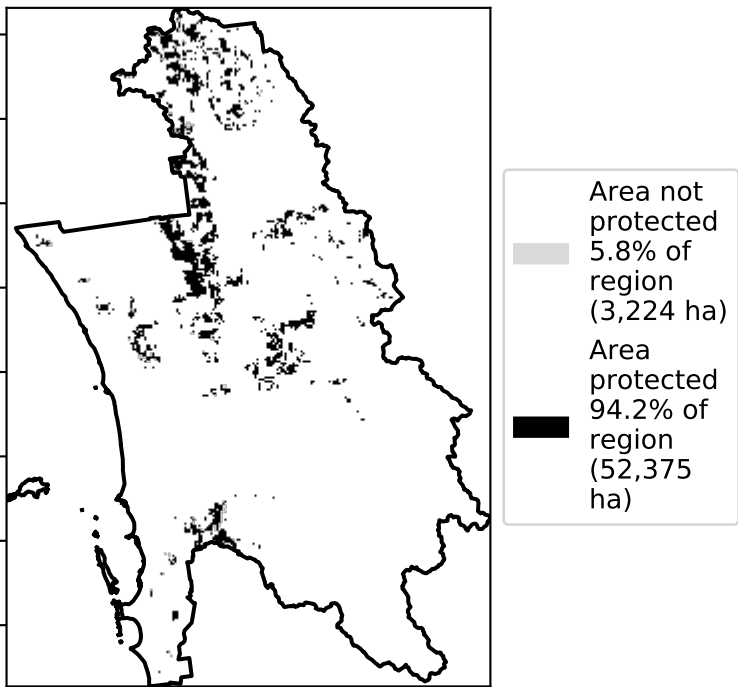 Area not
protected
5.8% of
region
(3,224 ha)
Area
protected
94.2% of
region
(52,375
ha)